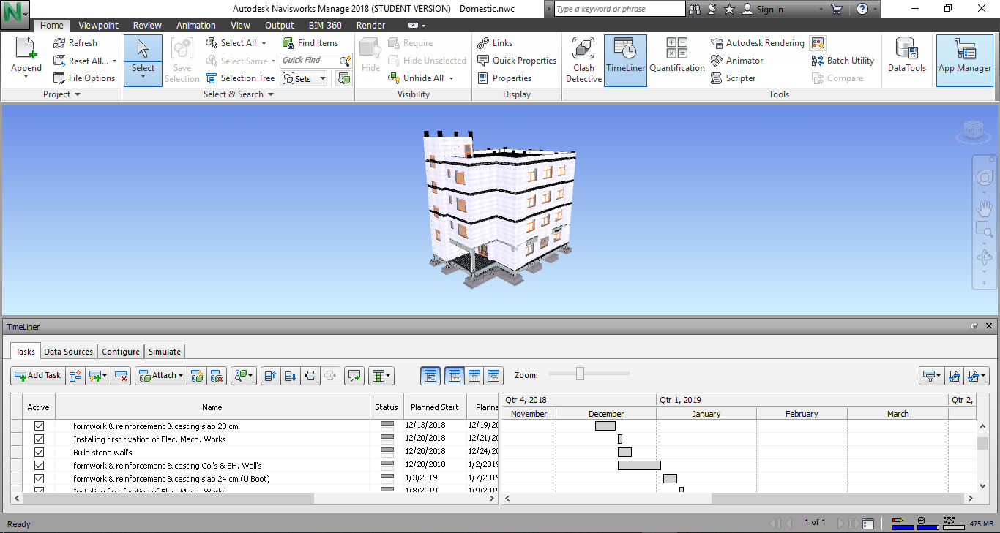 Autodesk Navisworks Manage 2018 (STUDENT VERSION) Domestic.nwc
Type a keyword or phrase
Sign In
Home Viewpoint Review Animation View Output BIM 360 Render
Append
Refresh
Reset All...
File Options
Project
Select
Save Selection
Select All
Select Same
Selection Tree
Find Items
Quick Find
Sets
Select & Search
Hide
Require
Hide Unselected
Unhide All
Visibility
Links
Quick Properties
Properties
Display
Clash Detective
TimeLiner
Quantification
Autodesk Rendering
Animator
Scripter
Batch Utility
Compare
Tools
DataTools
App Manager
TimeLiner
Tasks Data Sources Configure Simulate
Add Task Attach Zoom:
Active Name Status Planned Start Planne
Qtr 4, 2018 Qtr 1, 2019 Qtr 2,
November December January February March
formwork & reinforcement & casting slab 20 cm 12/13/2018 12/19/20
Installing first fixation of Elec. Mech. Works 12/20/2018 12/21/20
Build stone wall's 12/20/2018 12/24/20
formwork & reinforcement & casting Col's & SH. Wall's 12/20/2018 1/2/2019
formwork & reinforcement & casting slab 24 cm (U Boot) 1/3/2019 1/7/2019
Installing first fixation of Elec. Mech. Works 1/8/2019 1/9/2019
Ready
1 of 1
475 MB